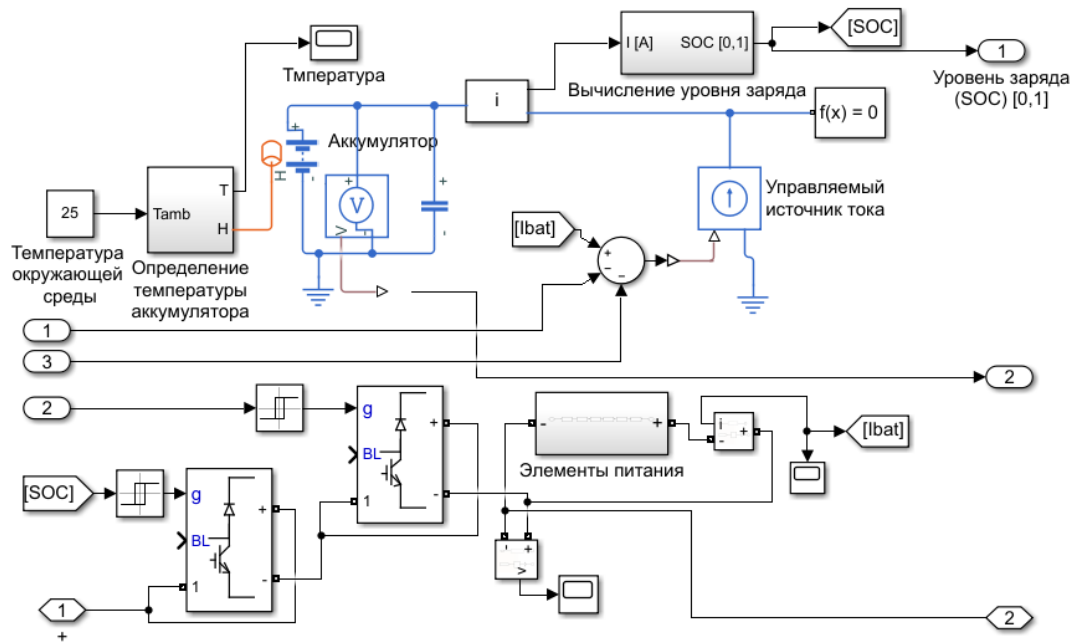 [SOC]
I [A] SOC [0,1]
1
Тмпература
Вычисление уровня заряда
Уровень заряда
(SOC) [0,1]
i
f(x) = 0
+
Аккумулятор
H
-
+
V
V
-
+
-
T
Tamb
H
25
Управляемый
источник тока
[Ibat]
+
−
−
Температура
окружающей
среды
Определение
температуры
аккумулятора
1
3
2
2
g
BL
1
+
-
-
+
Элементы питания
i
-
+
[Ibat]
[SOC]
g
BL
1
+
-
-
+
V
1
+
2